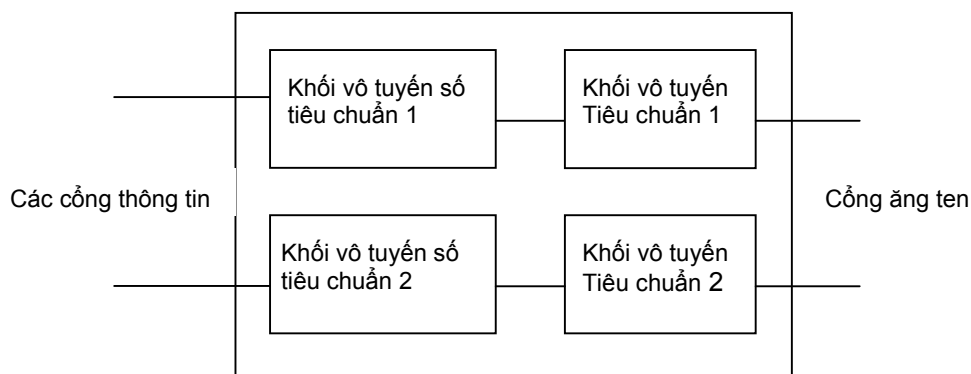 Khối vô tuyến số
tiêu chuẩn 1
Khối vô tuyến
Tiêu chuẩn 1
Các cổng thông tin
Cổng ăng ten
Khối vô tuyến số
tiêu chuẩn 2
Khối vô tuyến
Tiêu chuẩn 2